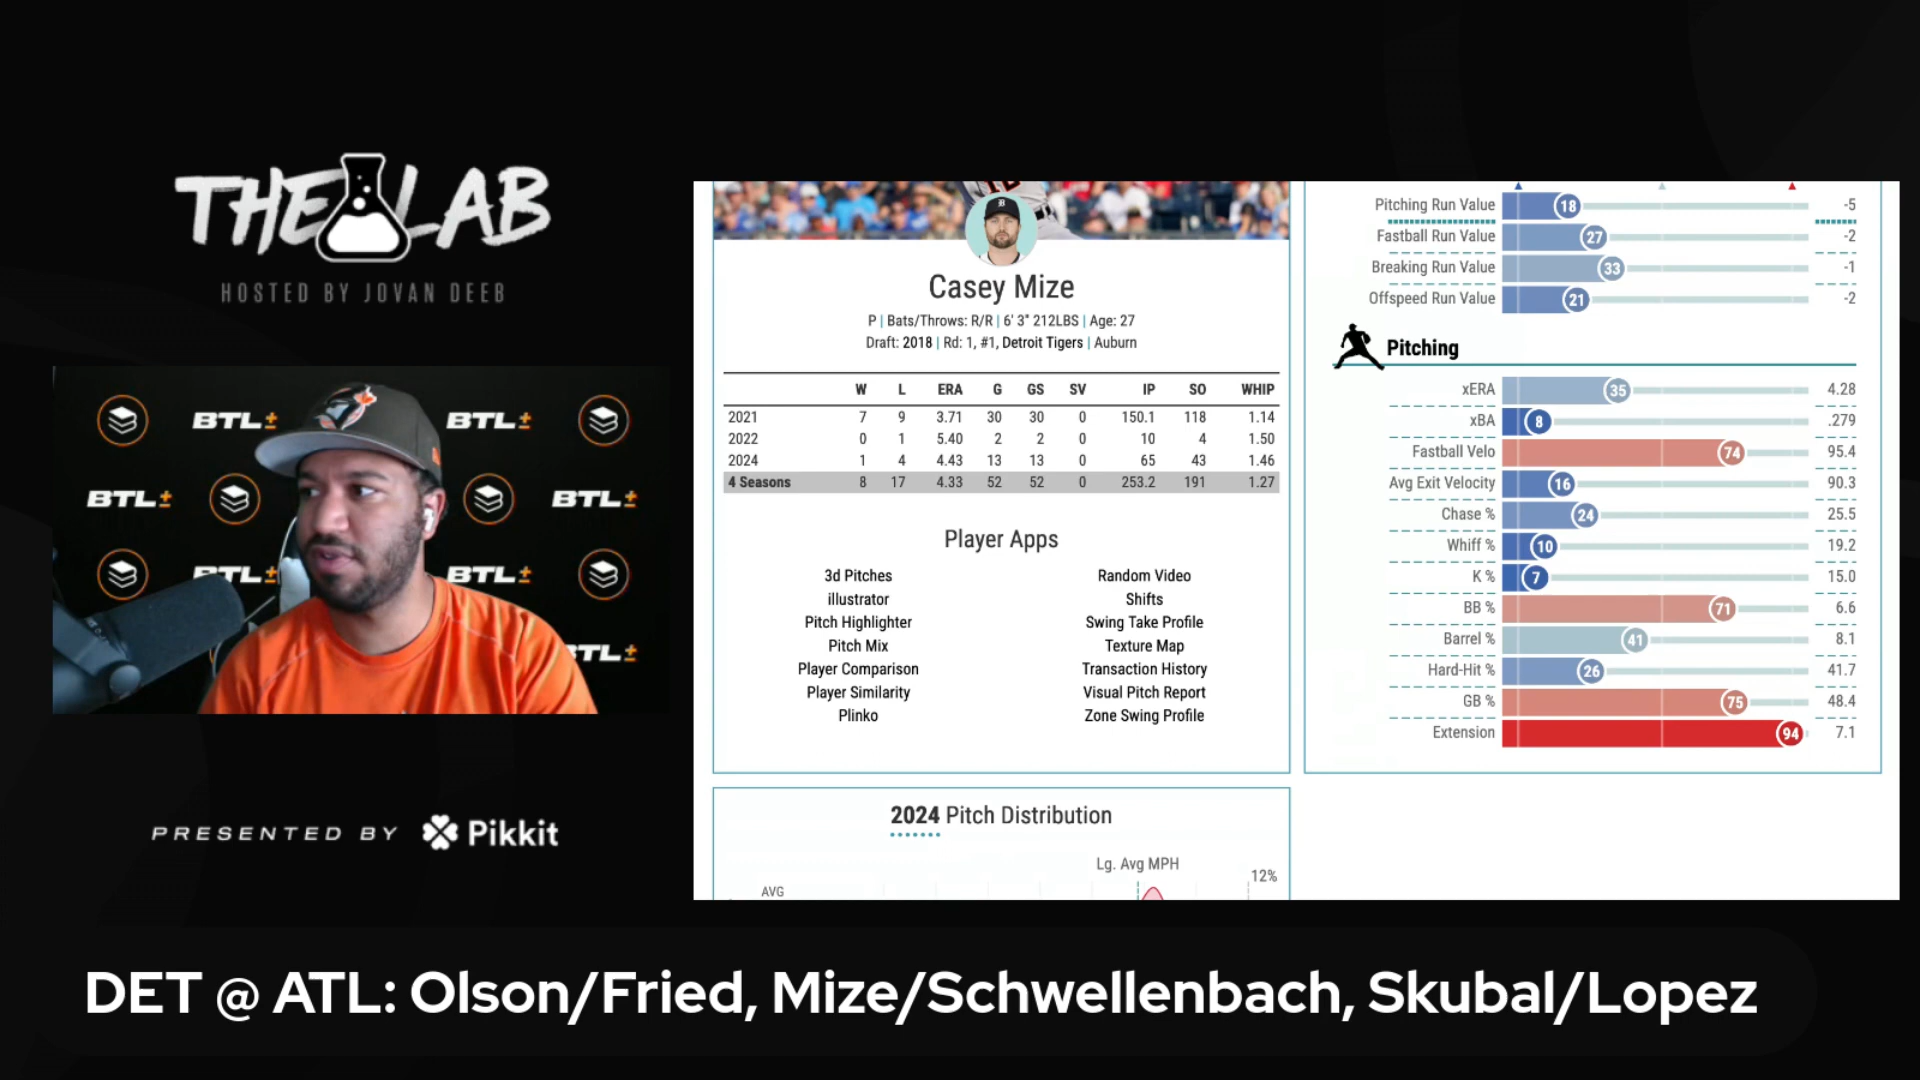 THE LAB
HOSTED BY JOVAN DEEB
BTL± BTL±
BTL± BTL±
BTL± BTL±
TL±
PRESENTED BY Pikkit
Casey Mize
P | Bats/Throws: R/R | 6' 3" 212LBS | Age: 27
Draft: 2018 | Rd: 1, #1, Detroit Tigers | Auburn
W L ERA G GS SV IP SO WHIP
2021 7 9 3.71 30 30 0 150.1 118 1.14
2022 0 1 5.40 2 2 0 10 4 1.50
2024 1 4 4.43 13 13 0 65 43 1.46
4 Seasons 8 17 4.33 52 52 0 253.2 191 1.27
Player Apps
3d Pitches Random Video
illustrator Shifts
Pitch Highlighter Swing Take Profile
Pitch Mix Texture Map
Player Comparison Transaction History
Player Similarity Visual Pitch Report
Plinko Zone Swing Profile
2024 Pitch Distribution
Lg. Avg MPH
12%
AVG
Pitching Run Value 18 -5
Fastball Run Value 27 -2
Breaking Run Value 33 -1
Offspeed Run Value 21 -2
Pitching
xERA 35 4.28
xBA 8 .279
Fastball Velo 74 95.4
Avg Exit Velocity 16 90.3
Chase % 24 25.5
Whiff % 10 19.2
K % 7 15.0
BB % 71 6.6
Barrel % 41 8.1
Hard-Hit % 26 41.7
GB % 75 48.4
Extension 94 7.1
DET @ ATL: Olson/Fried, Mize/Schwellenbach, Skubal/Lopez